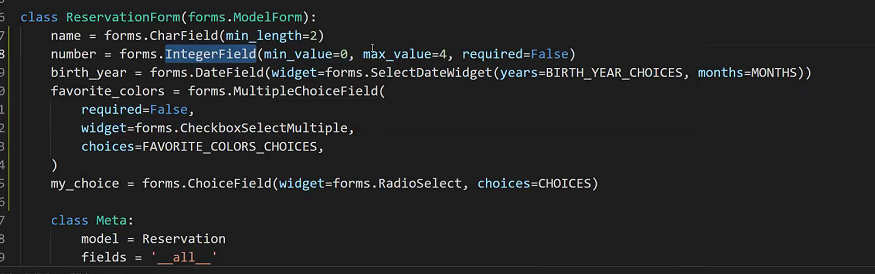 6 class ReservationForm(forms.ModelForm):
7     name = forms.CharField(min_length=2)
8     number = forms.IntegerField(min_value=0, max_value=4, required=False)
9     birth_year = forms.DateField(widget=forms.SelectDateWidget(years=BIRTH_YEAR_CHOICES, months=MONTHS))
0     favorite_colors = forms.MultipleChoiceField(
1         required=False,
2         widget=forms.CheckboxSelectMultiple,
3         choices=FAVORITE_COLORS_CHOICES,
4     )
5     my_choice = forms.ChoiceField(widget=forms.RadioSelect, choices=CHOICES)
6
7     class Meta:
8         model = Reservation
9         fields = '__all__'